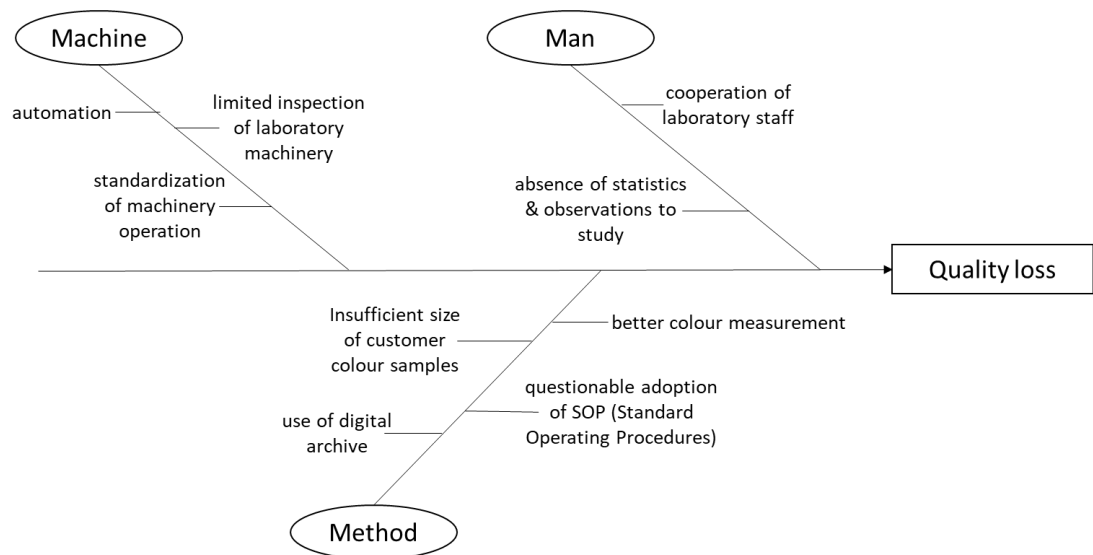 Machine
Man
automation
limited inspection
of laboratory
machinery
cooperation of
laboratory staff
standardization
of machinery
operation
absence of statistics
& observations to
study
Quality loss
Insufficient size
of customer
colour samples
better colour measurement
use of digital
archive
questionable adoption
of SOP (Standard
Operating Procedures)
Method